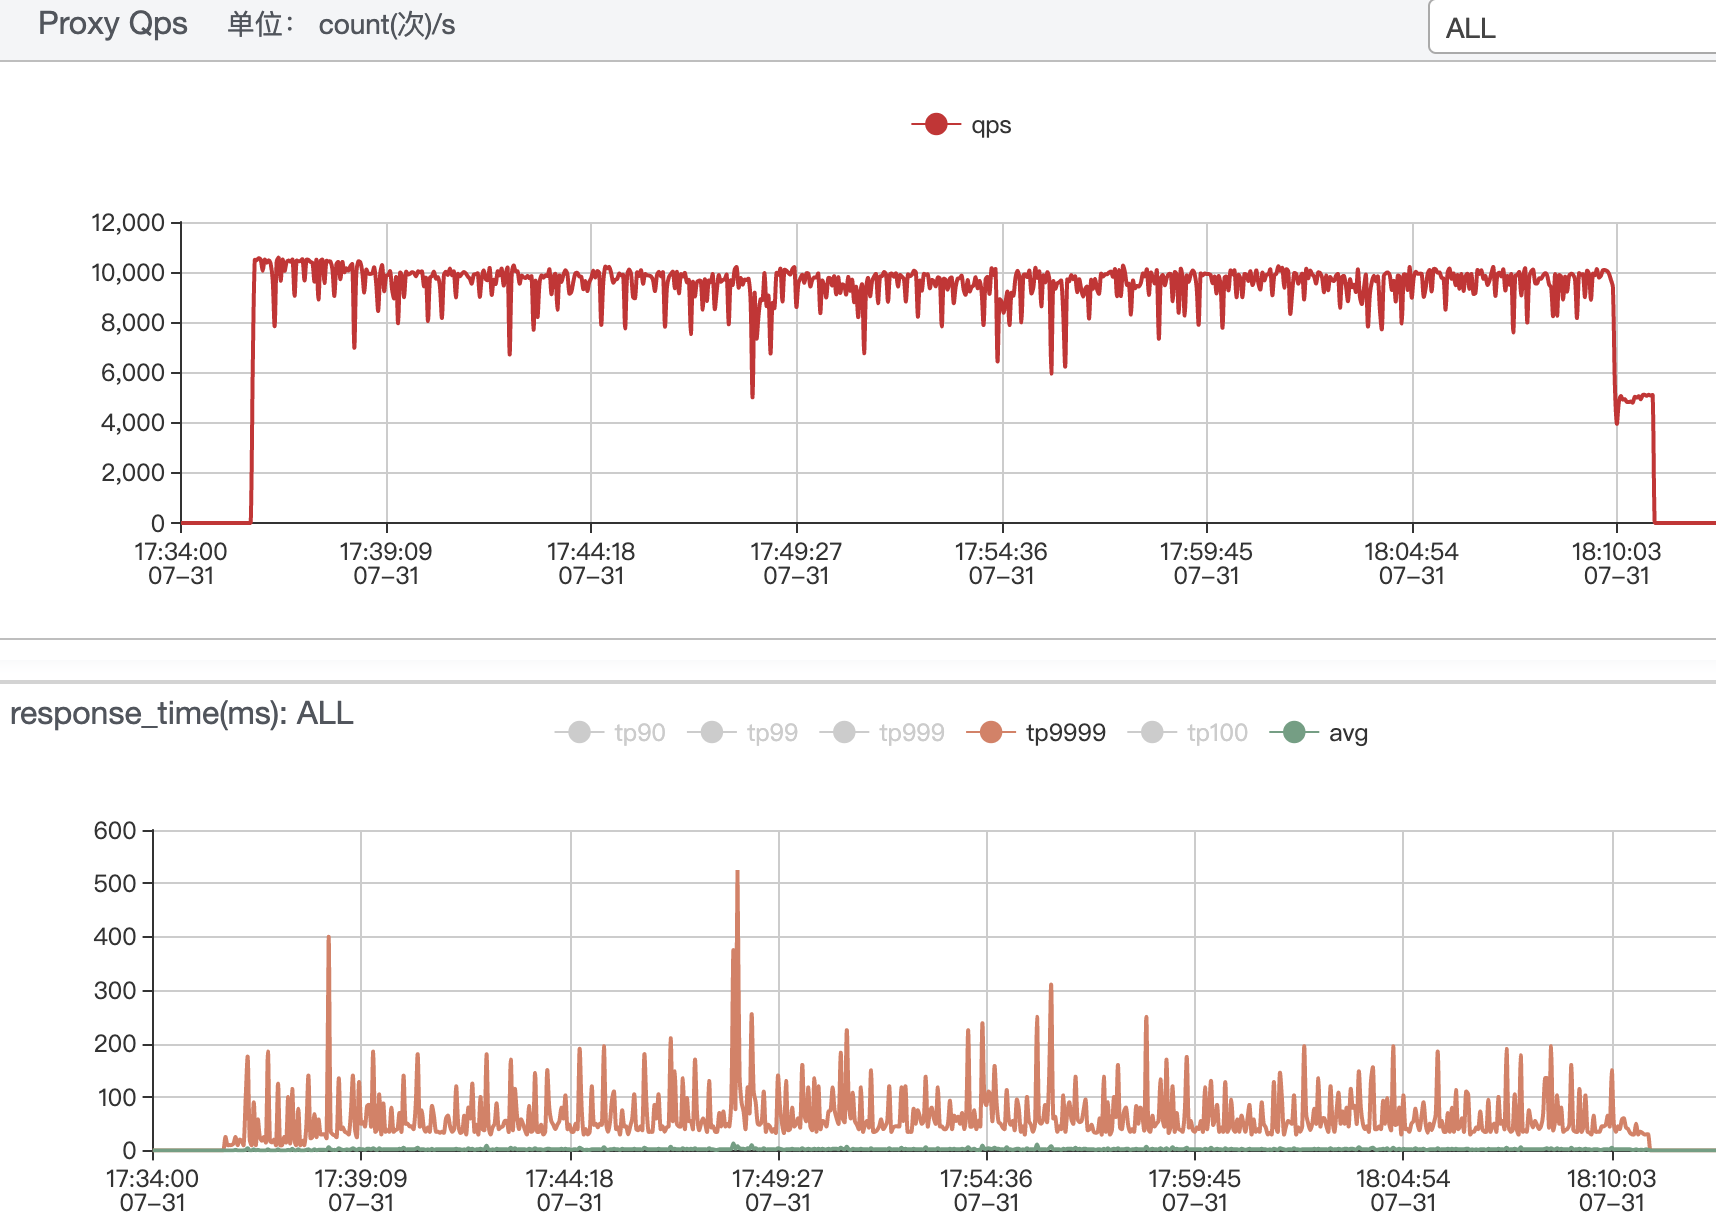 Proxy Qps 单位： count(次)/s
ALL
qps
12,000
10,000
8,000
6,000
4,000
2,000
0
17:34:00 17:39:09 17:44:18 17:49:27 17:54:36 17:59:45 18:04:54 18:10:03
07-31 07-31 07-31 07-31 07-31 07-31 07-31 07-31
response_time(ms): ALL
tp90 tp99 tp999 tp9999 tp100 avg
600
500
400
300
200
100
0
17:34:00 17:39:09 17:44:18 17:49:27 17:54:36 17:59:45 18:04:54 18:10:03
07-31 07-31 07-31 07-31 07-31 07-31 07-31 07-31